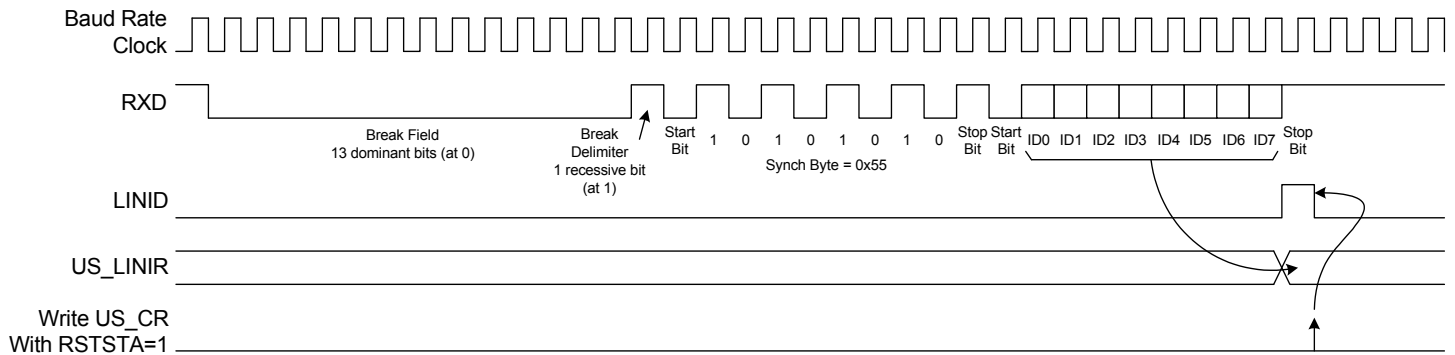 Baud Rate
Clock
RXD
Break Field
13 dominant bits (at 0)
Break
Delimiter
1 recessive bit
(at 1)
Start
Bit
1 0 1 0 1 0 1 0
Stop
Bit
Start
Bit
ID0 ID1 ID2 ID3 ID4 ID5 ID6 ID7
Stop
Bit
Synch Byte = 0x55
LINID
US_LINIR
Write US_CR
With RSTSTA=1